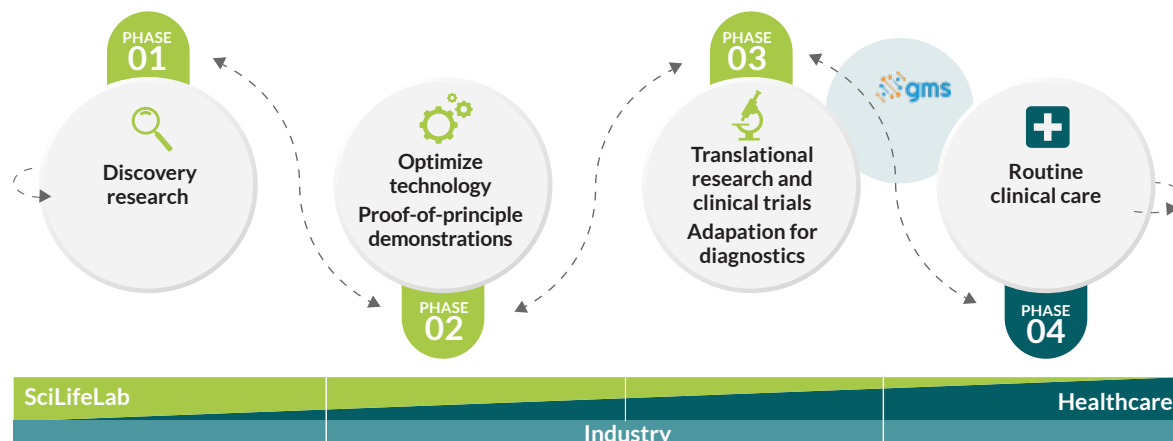 PHASE
01
Discovery
research
Optimize
technology
Proof-of-principle
demonstrations
PHASE
02
PHASE
03
Translational
research and
clinical trials
Adapation for
diagnostics
gms
Routine
clinical care
PHASE
04
SciLifeLab
Healthcare
Industry